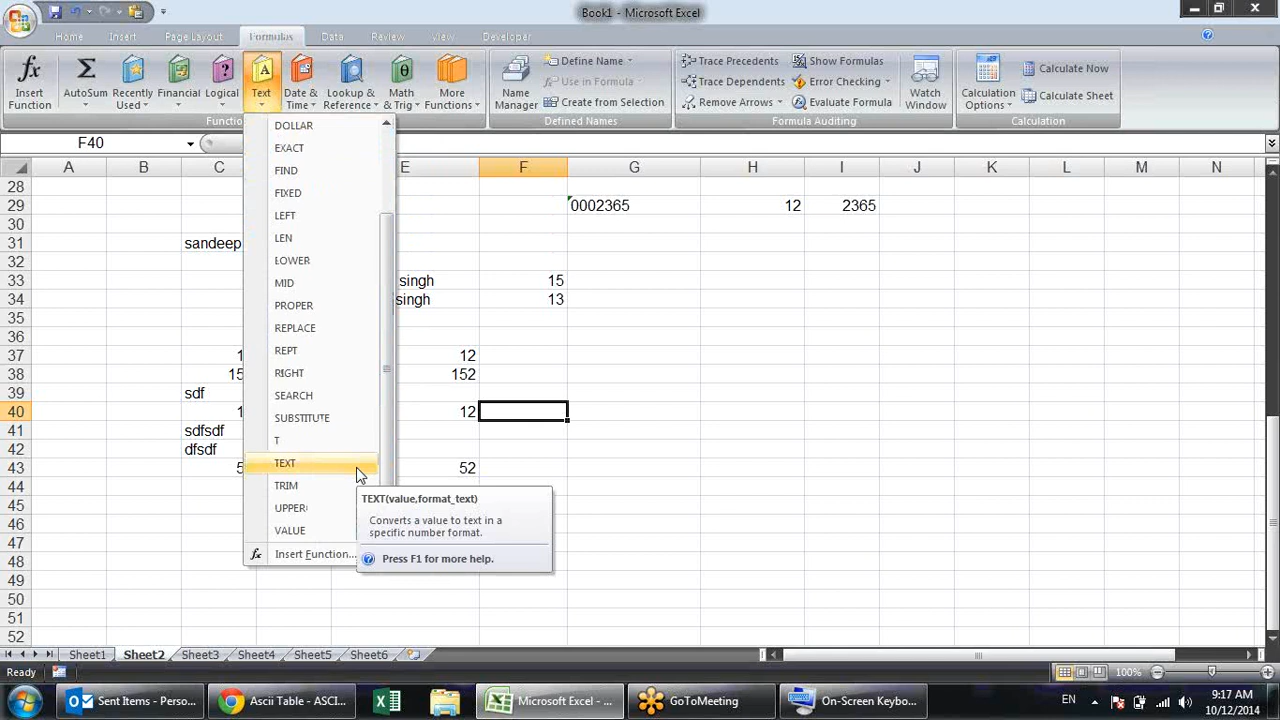 Book1 - Microsoft Excel
Home Insert Page Layout Formulas Data Review View Developer
Insert Function
AutoSum
Recently Used
Financial
Logical
Text
Date & Time
Lookup & Reference
Math & Trig
More Functions
Name Manager
Define Name
Use in Formula
Create from Selection
Defined Names
Trace Precedents
Trace Dependents
Remove Arrows
Show Formulas
Error Checking
Evaluate Formula
Formula Auditing
Watch Window
Calculation Options
Calculate Now
Calculate Sheet
Calculation
F40
DOLLAR
EXACT
FIND
FIXED
LEFT
LEN
LOWER
MID
PROPER
REPLACE
REPT
RIGHT
SEARCH
SUBSTITUTE
T
TEXT
TRIM
UPPER
VALUE
fx Insert Function...
TEXT(value,format_text)
Converts a value to text in a
specific number format.
Press F1 for more help.
A B C E F G H I J K L M N
28
29 0002365 12 2365
30
31 sandeep
32
33 singh 15
34 singh 13
35
36
37 1 12
38 15 152
39 sdf
40 1 12
41 sdfsdf
42 dfsdf
43 5 52
44
45
46
47
48
49
50
51
52
Sheet1 Sheet2 Sheet3 Sheet4 Sheet5 Sheet6
Ready 100%
Sent Items - Perso...
Ascii Table - ASCI...
Microsoft Excel - ...
GoToMeeting
On-Screen Keybo...
EN
9:17 AM
10/12/2014